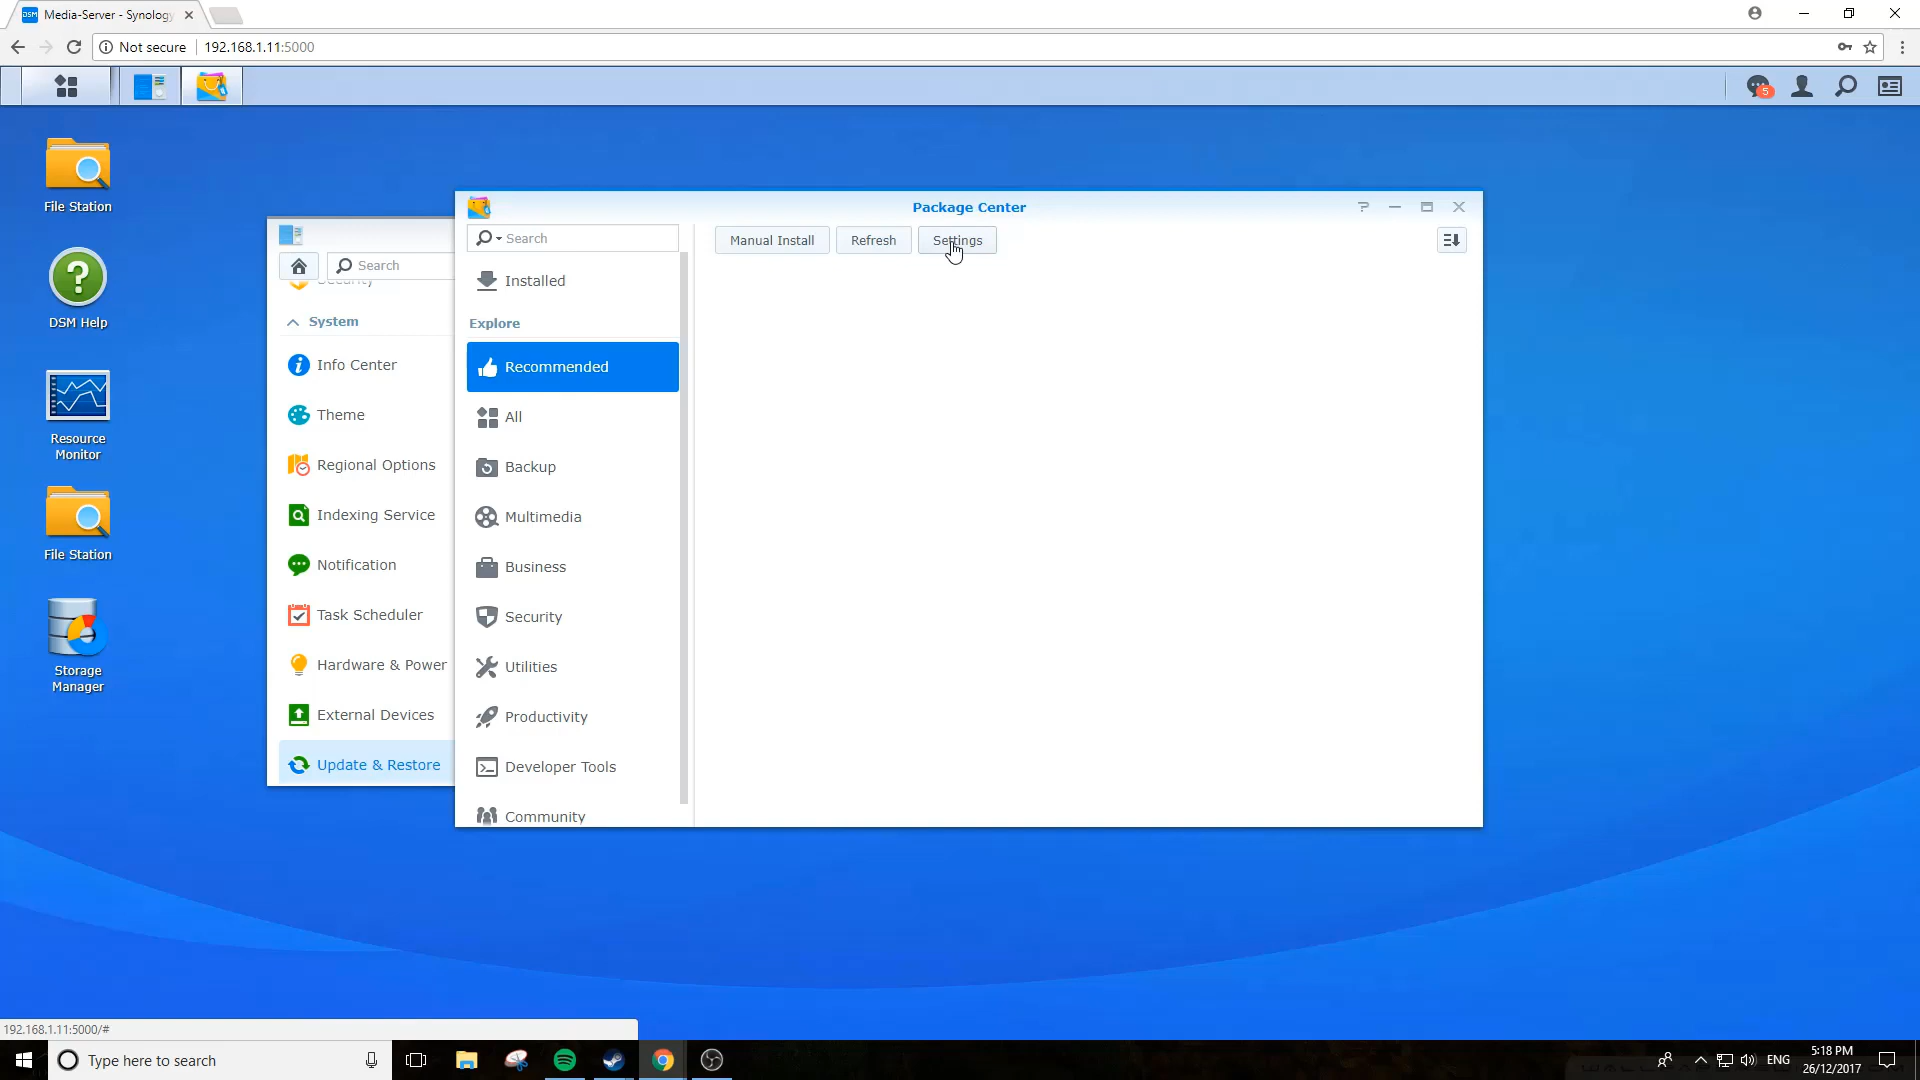 Media-Server - Synology
Not secure
192.168.1.11:5000
5
File Station
DSM Help
Resource
Monitor
File Station
Storage
Manager
Search
Security
System
Info Center
Theme
Regional Options
Indexing Service
Notification
Task Scheduler
Hardware & Power
External Devices
Update & Restore
Package Center
Search
Manual Install
Refresh
Settings
Installed
Explore
Recommended
All
Backup
Multimedia
Business
Security
Utilities
Productivity
Developer Tools
Community
192.168.1.11:5000/#
Type here to search
ENG
5:18 PM
26/12/2017